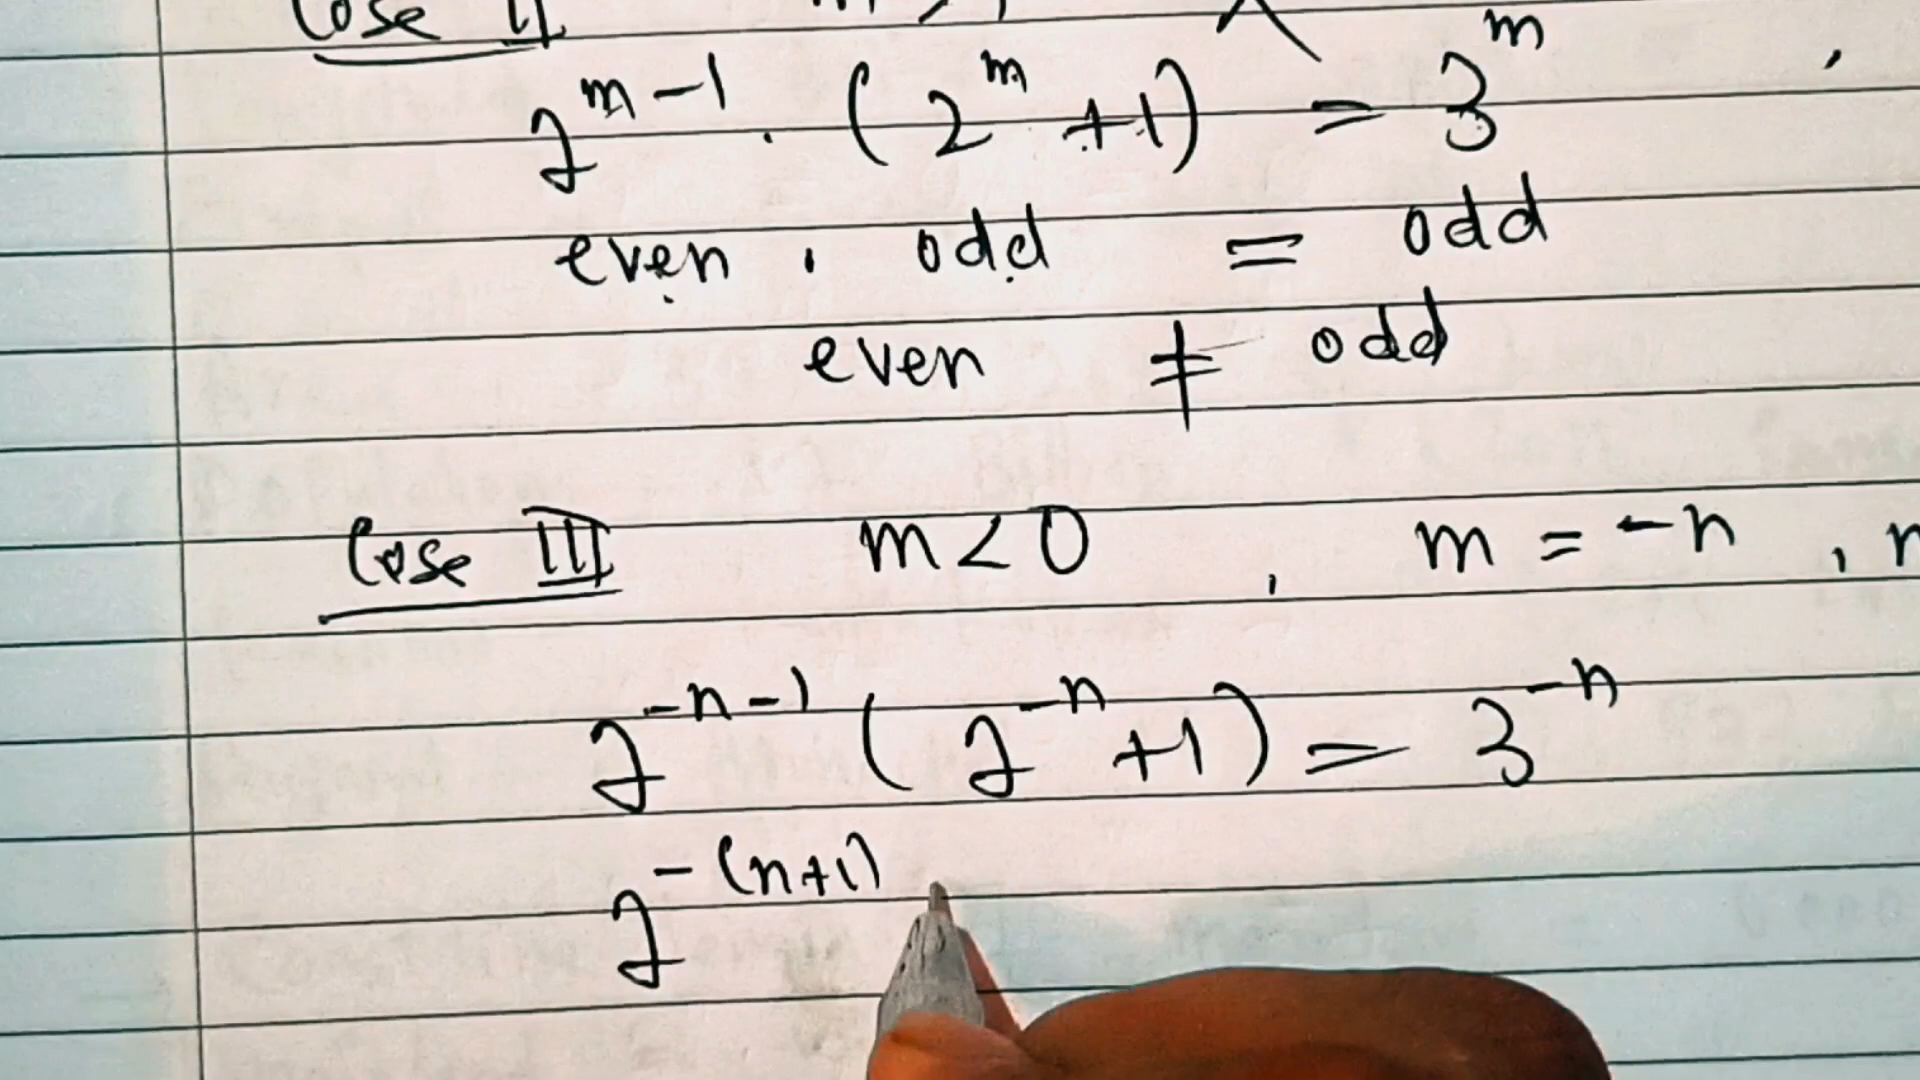 Case II m > 1
2^{m-1} . (2^m + 1) = 3^m ,
even . odd = odd
even ≠ odd
Case III m < 0 , m = -n , n
2^{-n-1} (2^{-n} + 1) = 3^{-n}
2^{-(n+1)}